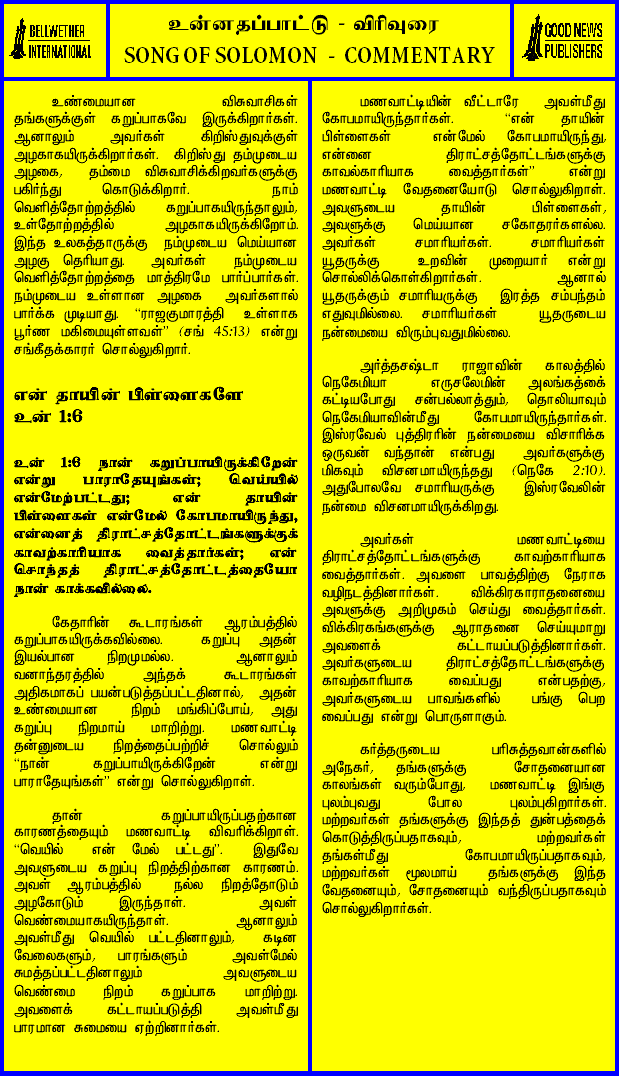 BELLWETHER
INTERNATIONAL
உன்னதப்பாட்டு - விரிவுரை
SONG OF SOLOMON - COMMENTARY
GOOD NEWS
PUBLISHERS
உண்மையான விசுவாசிகள்
தங்களுக்குள் கறுப்பாகவே இருக்கிறார்கள்.
ஆனாலும் அவர்கள் கிறிஸ்துவுக்குள்
அழகாகயிருக்கிறார்கள். கிறிஸ்து தம்முடைய
அழகை, தம்மை விசுவாசிக்கிறவர்களுக்கு
பகிர்ந்து கொடுக்கிறார். நாம்
வெளித்தோற்றத்தில் கறுப்பாகயிருந்தாலும்,
உள்தோற்றத்தில் அழகாகயிருக்கிறோம்.
இந்த உலகத்தாருக்கு நம்முடைய மெய்யான
அழகு தெரியாது. அவர்கள் நம்முடைய
வெளித்தோற்றத்தை மாத்திரமே பார்ப்பார்கள்.
நம்முடைய உள்ளான அழகை அவர்களால்
பார்க்க முடியாது. “ராஜகுமாரத்தி உள்ளாக
பூர்ண மகிமையுள்ளவள்” (சங் 45:13) என்று
சங்கீதக்காரர் சொல்லுகிறார்.
என் தாயின் பிள்ளைகளே
உன் 1:6
உன் 1:6 நான் கறுப்பாயிருக்கிறேன்
என்று பாராதேயுங்கள்; வெய்யில்
என்மேற்பட்டது; என் தாயின்
பிள்ளைகள் என்மேல் கோபமாயிருந்து,
என்னைத் திராட்சத்தோட்டங்களுக்குக்
காவற்காரியாக வைத்தார்கள்; என்
சொந்தத் திராட்சத்தோட்டத்தையோ
நான் காக்கவில்லை.
கேதாரின் கூடாரங்கள் ஆரம்பத்தில்
கறுப்பாகயிருக்கவில்லை. கறுப்பு அதன்
இயல்பான நிறமுமல்ல. ஆனாலும்
வனாந்தரத்தில் அந்தக் கூடாரங்கள்
அதிகமாகப் பயன்படுத்தப்பட்டதினால், அதன்
உண்மையான நிறம் மங்கிப்போய், அது
கறுப்பு நிறமாய் மாறிற்று. மணவாட்டி
தன்னுடைய நிறத்தைப்பற்றிச் சொல்லும்
“நான் கறுப்பாயிருக்கிறேன் என்று
பாராதேயுங்கள்” என்று சொல்லுகிறாள்.
தான் கறுப்பாயிருப்பதற்கான
காரணத்தையும் மணவாட்டி விவரிக்கிறாள்.
“வெயில் என் மேல் பட்டது”. இதுவே
அவளுடைய கறுப்பு நிறத்திற்கான காரணம்.
அவள் ஆரம்பத்தில் நல்ல நிறத்தோடும்
அழகோடும் இருந்தாள். அவள்
வெண்மையாகயிருந்தாள். ஆனாலும்
அவள்மீது வெயில் பட்டதினாலும், கடின
வேலைகளும், பாரங்களும் அவள்மேல்
சுமத்தப்பட்டதினாலும் அவளுடைய
வெண்மை நிறம் கறுப்பாக மாறிற்று.
அவளைக் கட்டாயப்படுத்தி அவள்மீது
பாரமான சுமையை ஏற்றினார்கள்.
மணவாட்டியின் வீட்டாரே அவள்மீது
கோபமாயிருந்தார்கள். “என் தாயின்
பிள்ளைகள் என்மேல் கோபமாயிருந்து,
என்னை திராட்சத்தோட்டங்களுக்கு
காவல்காரியாக வைத்தார்கள்” என்று
மணவாட்டி வேதனையோடு சொல்லுகிறாள்.
அவளுடைய தாயின் பிள்ளைகள்,
அவளுக்கு மெய்யான சகோதரர்களல்ல.
அவர்கள் சமாரியர்கள். சமாரியர்கள்
யூதருக்கு உறவின் முறையார் என்று
சொல்லிக்கொள்கிறார்கள். ஆனால்
யூதருக்கும் சமாரியருக்கு இரத்த சம்பந்தம்
எதுவுமில்லை. சமாரியர்கள் யூதருடைய
நன்மையை விரும்புவதுமில்லை.
அர்த்தசஷ்டா ராஜாவின் காலத்தில்
நெகேமியா எருசலேமின் அலங்கத்தைக்
கட்டியபோது சன்பல்லாத்தும், தொலியாவும்
நெகேமியாவின்மீது கோபமாயிருந்தார்கள்.
இஸ்ரவேல் புத்திரரின் நன்மையை விசாரிக்க
ஒருவன் வந்தான் என்பது அவர்களுக்கு
மிகவும் விசனமாயிருந்தது (நெகே 2:10).
அதுபோலவே சமாரியருக்கு இஸ்ரவேலின்
நன்மை விசனமாயிருக்கிறது.
அவர்கள் மணவாட்டியை
திராட்சத்தோட்டங்களுக்கு காவற்காரியாக
வைத்தார்கள். அவளை பாவத்திற்கு நேராக
வழிநடத்தினார்கள். விக்கிரகாராதனையை
அவளுக்கு அறிமுகம் செய்து வைத்தார்கள்.
விக்கிரகங்களுக்கு ஆராதனை செய்யுமாறு
அவளைக் கட்டாயப்படுத்தினார்கள்.
அவர்களுடைய திராட்சத்தோட்டங்களுக்கு
காவற்காரியாக வைப்பது என்பதற்கு,
அவர்களுடைய பாவங்களில் பங்கு பெற
வைப்பது என்று பொருளாகும்.
கர்த்தருடைய பரிசுத்தவான்களில்
அநேகர், தங்களுக்கு சோதனையான
காலங்கள் வரும்போது, மணவாட்டி இங்கு
புலம்புவது போல புலம்புகிறார்கள்.
மற்றவர்கள் தங்களுக்கு இந்தத் துன்பத்தைக்
கொடுத்திருப்பதாகவும், மற்றவர்கள்
தங்கள்மீது கோபமாயிருப்பதாகவும்,
மற்றவர்கள் மூலமாய் தங்களுக்கு இந்த
வேதனையும், சோதனையும் வந்திருப்பதாகவும்
சொல்லுகிறார்கள்.